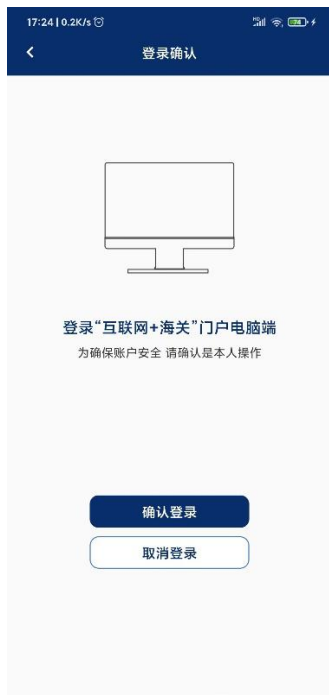 17:24 | 0.2K/s
登录确认
登录“互联网+海关”门户电脑端
为确保账户安全 请确认是本人操作
确认登录
取消登录